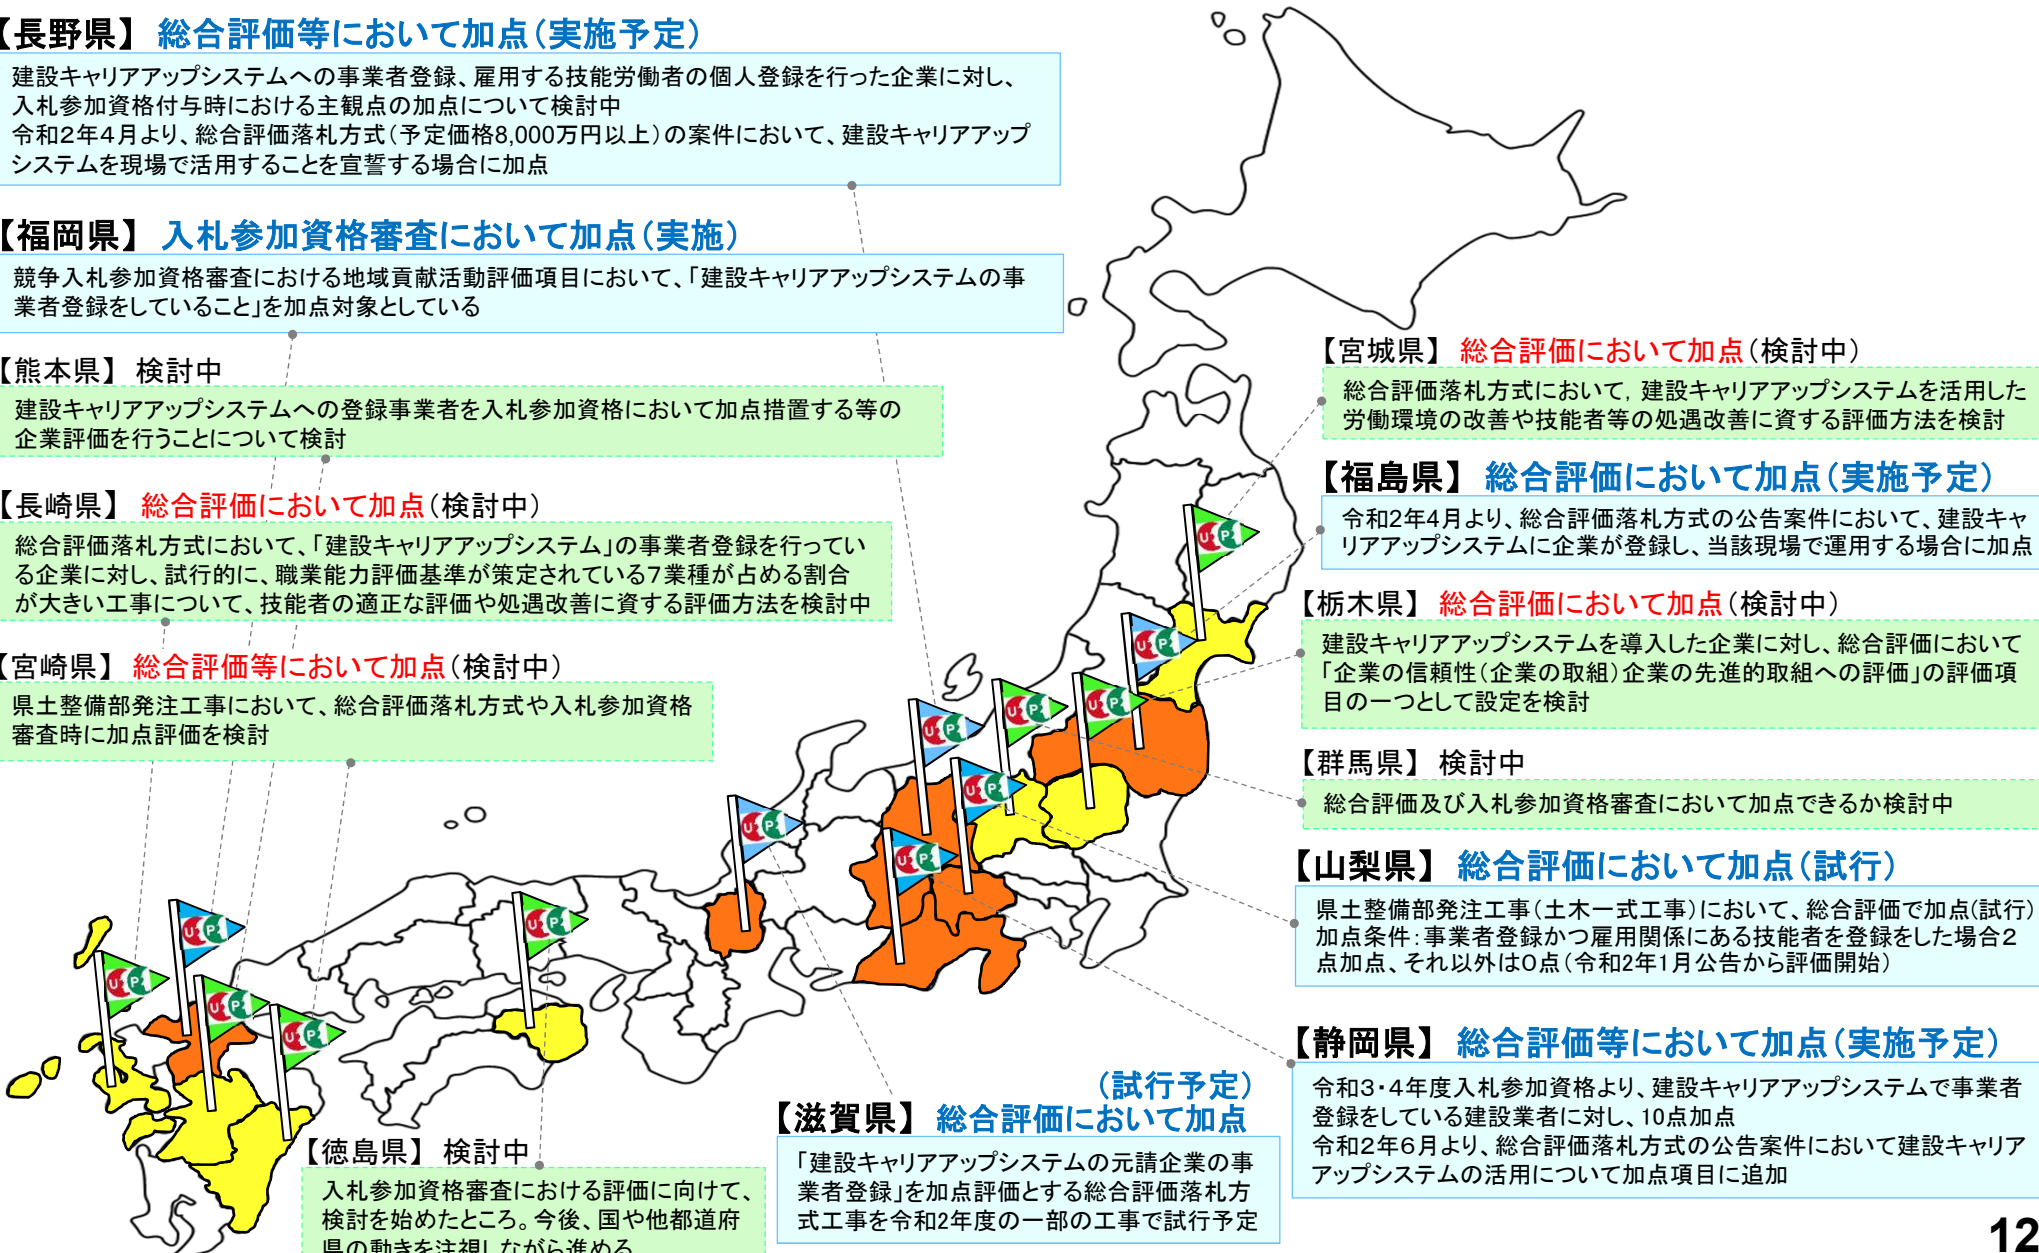 【長野県】 総合評価等において加点（実施予定）
建設キャリアアップシステムへの事業者登録、雇用する技能労働者の個人登録を行った企業に対し、
入札参加資格付与時における主観点の加点について検討中
令和２年４月より、総合評価落札方式（予定価格8,000万円以上）の案件において、建設キャリアアップ
システムを現場で活用することを宣誓する場合に加点
【福岡県】 入札参加資格審査において加点（実施）
競争入札参加資格審査における地域貢献活動評価項目において、「建設キャリアアップシステムの事
業者登録をしていること」を加点対象としている
【熊本県】 検討中
建設キャリアアップシステムへの登録事業者を入札参加資格において加点措置する等の
企業評価を行うことについて検討
【長崎県】 総合評価において加点（検討中）
総合評価落札方式において、「建設キャリアアップシステム」の事業者登録を行ってい
る企業に対し、試行的に、職業能力評価基準が策定されている７業種が占める割合
が大きい工事について、技能者の適正な評価や処遇改善に資する評価方法を検討中
【宮崎県】 総合評価等において加点（検討中）
県土整備部発注工事において、総合評価落札方式や入札参加資格
審査時に加点評価を検討
【徳島県】 検討中
入札参加資格審査における評価に向けて、
検討を始めたところ。今後、国や他都道府
県の動きを注視しながら進める
（試行予定）
【滋賀県】 総合評価において加点
「建設キャリアアップシステムの元請企業の事
業者登録」を加点評価とする総合評価落札方
式工事を令和2年度の一部の工事で試行予定
【宮城県】 総合評価において加点（検討中）
総合評価落札方式において，建設キャリアアップシステムを活用した
労働環境の改善や技能者等の処遇改善に資する評価方法を検討
【福島県】 総合評価において加点（実施予定）
令和2年４月より、総合評価落札方式の公告案件において、建設キャ
リアアップシステムに企業が登録し、当該現場で運用する場合に加点
【栃木県】 総合評価において加点（検討中）
建設キャリアアップシステムを導入した企業に対し、総合評価において
「企業の信頼性（企業の取組）企業の先進的取組への評価」の評価項
目の一つとして設定を検討
【群馬県】 検討中
総合評価及び入札参加資格審査において加点できるか検討中
【山梨県】 総合評価において加点（試行）
県土整備部発注工事（土木一式工事）において、総合評価で加点(試行)
加点条件：事業者登録かつ雇用関係にある技能者を登録をした場合２
点加点、それ以外は０点（令和２年１月公告から評価開始）
【静岡県】 総合評価等において加点（実施予定）
令和３・４年度入札参加資格より、建設キャリアアップシステムで事業者
登録をしている建設業者に対し、10点加点
令和２年６月より、総合評価落札方式の公告案件において建設キャリア
アップシステムの活用について加点項目に追加
12